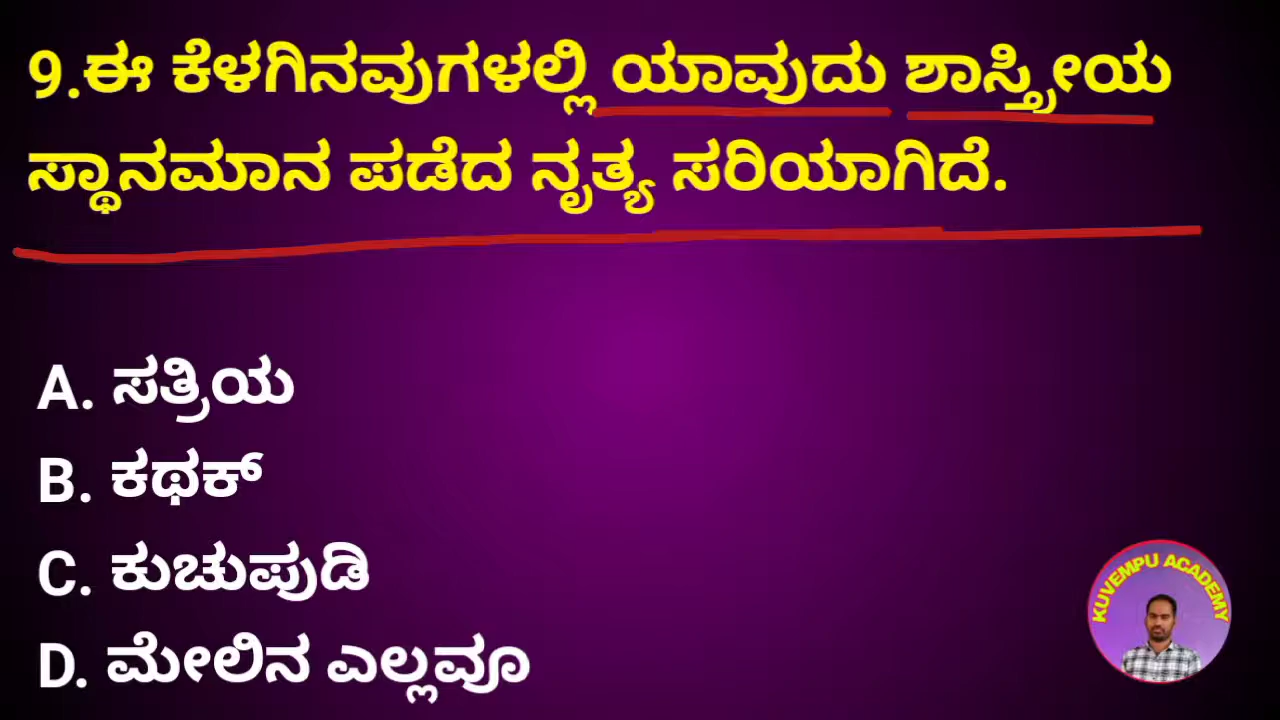 9.ಈ ಕೆಳಗಿನವುಗಳಲ್ಲಿ ಯಾವುದು ಶಾಸ್ತ್ರೀಯ
ಸ್ಥಾನಮಾನ ಪಡೆದ ನೃತ್ಯ ಸರಿಯಾಗಿದೆ.
A. ಸತ್ರಿಯ
B. ಕಥಕ್
C. ಕುಚುಪುಡಿ
D. ಮೇಲಿನ ಎಲ್ಲವೂ
KUVEMPU ACADEMY